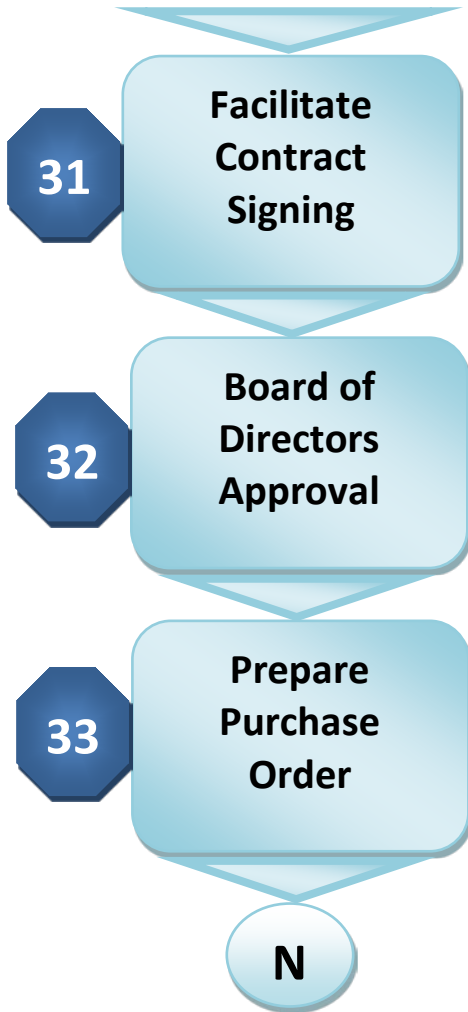 31
Facilitate
Contract
Signing
32
Board of
Directors
Approval
33
Prepare
Purchase
Order
N